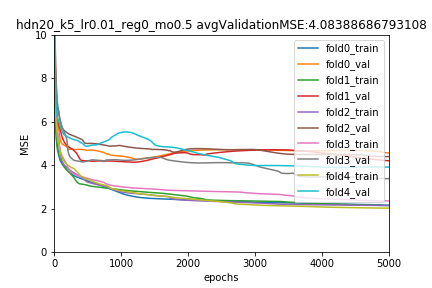 hdn20_k5_lr0.01_reg0_mo0.5 avgValidationMSE:4.08388686793108
10
8
6
4
2
0
MSE
0
1000
2000
3000
4000
5000
epochs
fold0_train
fold0_val
fold1_train
fold1_val
fold2_train
fold2_val
fold3_train
fold3_val
fold4_train
fold4_val